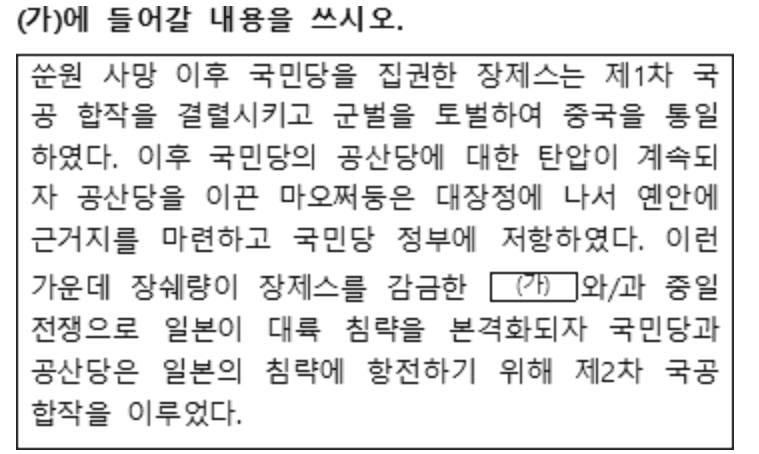 (가)에 들어갈 내용을 쓰시오.
쑨원 사망 이후 국민당을 집권한 장제스는 제1차 국
공 합작을 결렬시키고 군벌을 토벌하여 중국을 통일
하였다. 이후 국민당의 공산당에 대한 탄압이 계속되
자 공산당을 이끈 마오쩌둥은 대장정에 나서 옌안에
근거지를 마련하고 국민당 정부에 저항하였다. 이런
가운데 장쉐량이 장제스를 감금한 (가) 와/과 중일
전쟁으로 일본이 대륙 침략을 본격화되자 국민당과
공산당은 일본의 침략에 항전하기 위해 제2차 국공
합작을 이루었다.